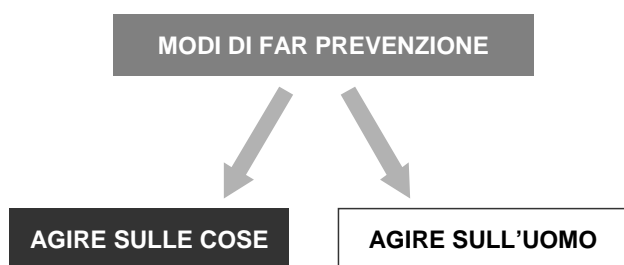 MODI DI FAR PREVENZIONE
AGIRE SULLE COSE
AGIRE SULL’UOMO